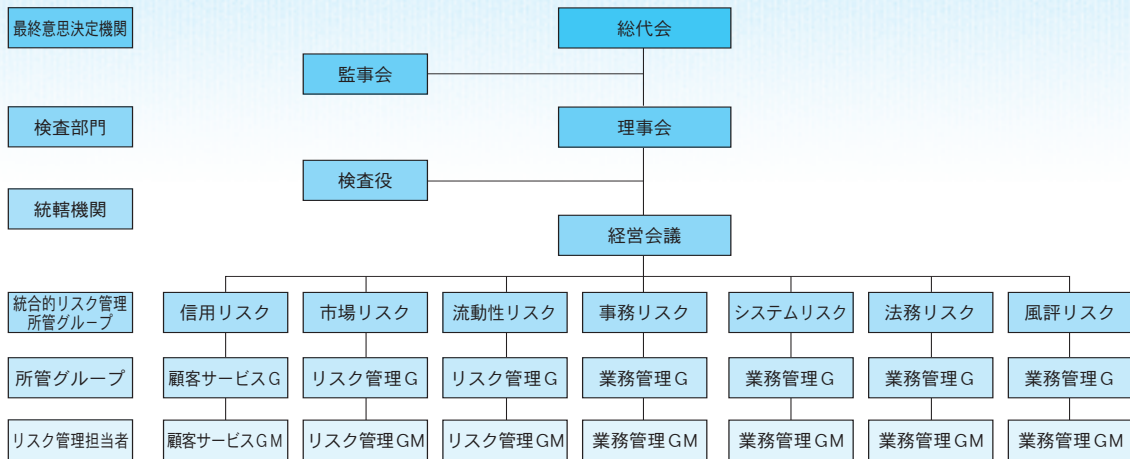 最終意思決定機関
総代会
監事会
検査部門
理事会
検査役
統轄機関
経営会議
統合的リスク管理
所管グループ
信用リスク
市場リスク
流動性リスク
事務リスク
システムリスク
法務リスク
風評リスク
所管グループ
顧客サービスG
リスク管理G
リスク管理G
業務管理G
業務管理G
業務管理G
業務管理G
リスク管理担当者
顧客サービスGM
リスク管理GM
リスク管理GM
業務管理GM
業務管理GM
業務管理GM
業務管理GM